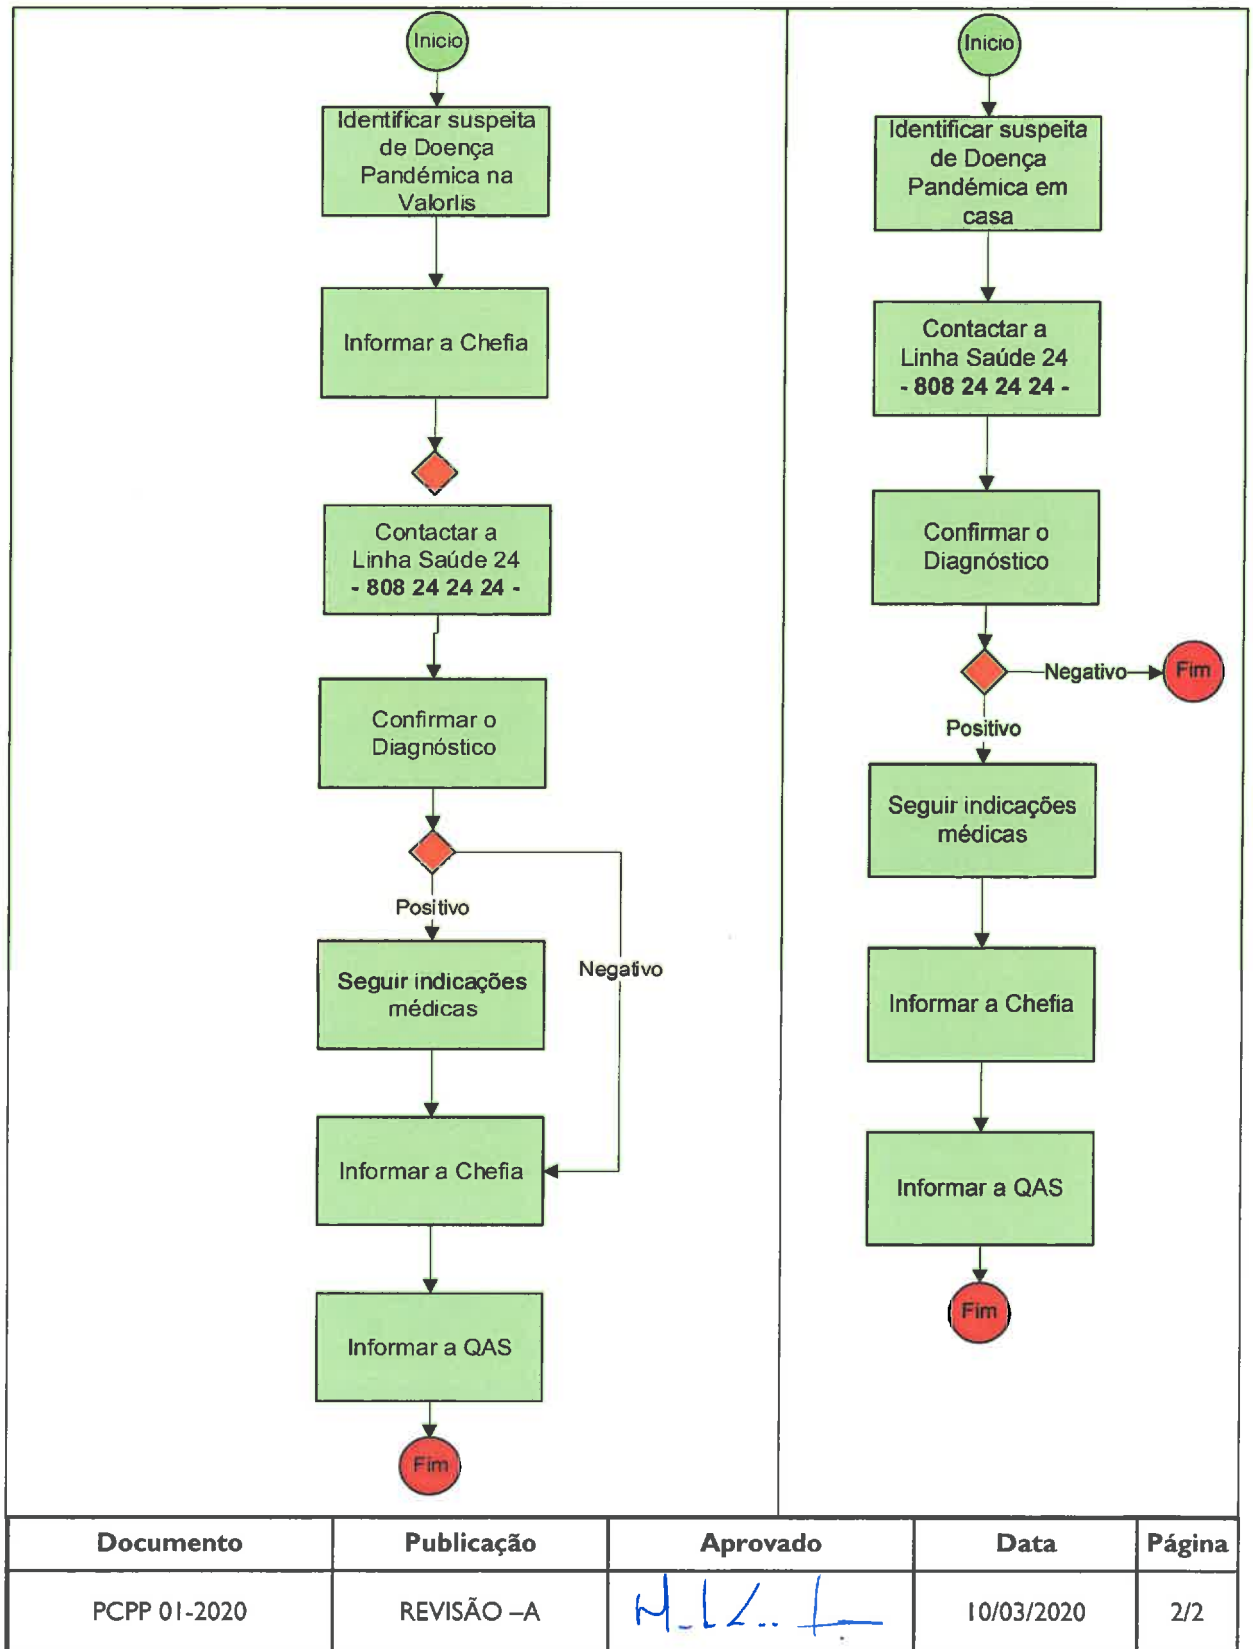 Inicio
Identificar suspeita
de Doença
Pandémica na
Valorlis
Informar a Chefia
Contactar a
Linha Saúde 24
- 808 24 24 24 -
Confirmar o
Diagnóstico
Positivo
Negativo
Seguir indicações
médicas
Informar a Chefia
Informar a QAS
Fim
Inicio
Identificar suspeita
de Doença
Pandémica em
casa
Contactar a
Linha Saúde 24
- 808 24 24 24 -
Confirmar o
Diagnóstico
Negativo
Fim
Positivo
Seguir indicações
médicas
Informar a Chefia
Informar a QAS
Fim
Documento Publicação Aprovado Data Página
PCPP 01-2020 REVISÃO –A 10/03/2020 2/2